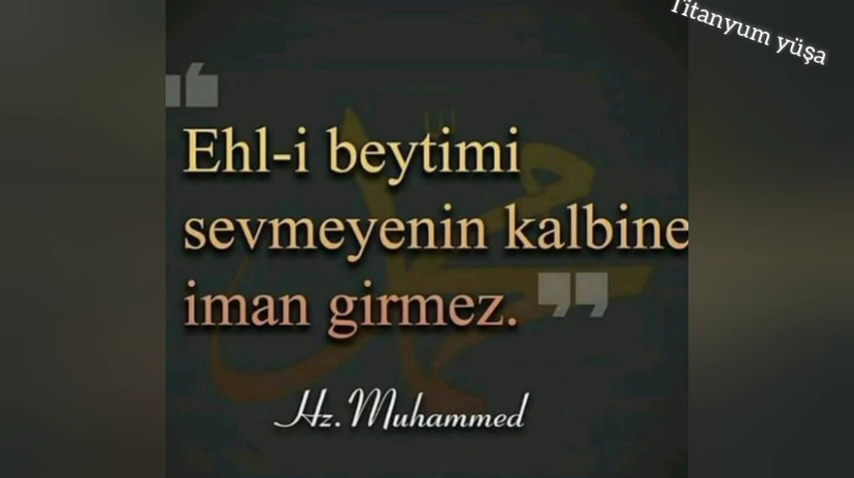 Titanyum yüşa
Ehl-i beytimi
sevmeyenin kalbine
iman girmez.
Hz. Muhammed